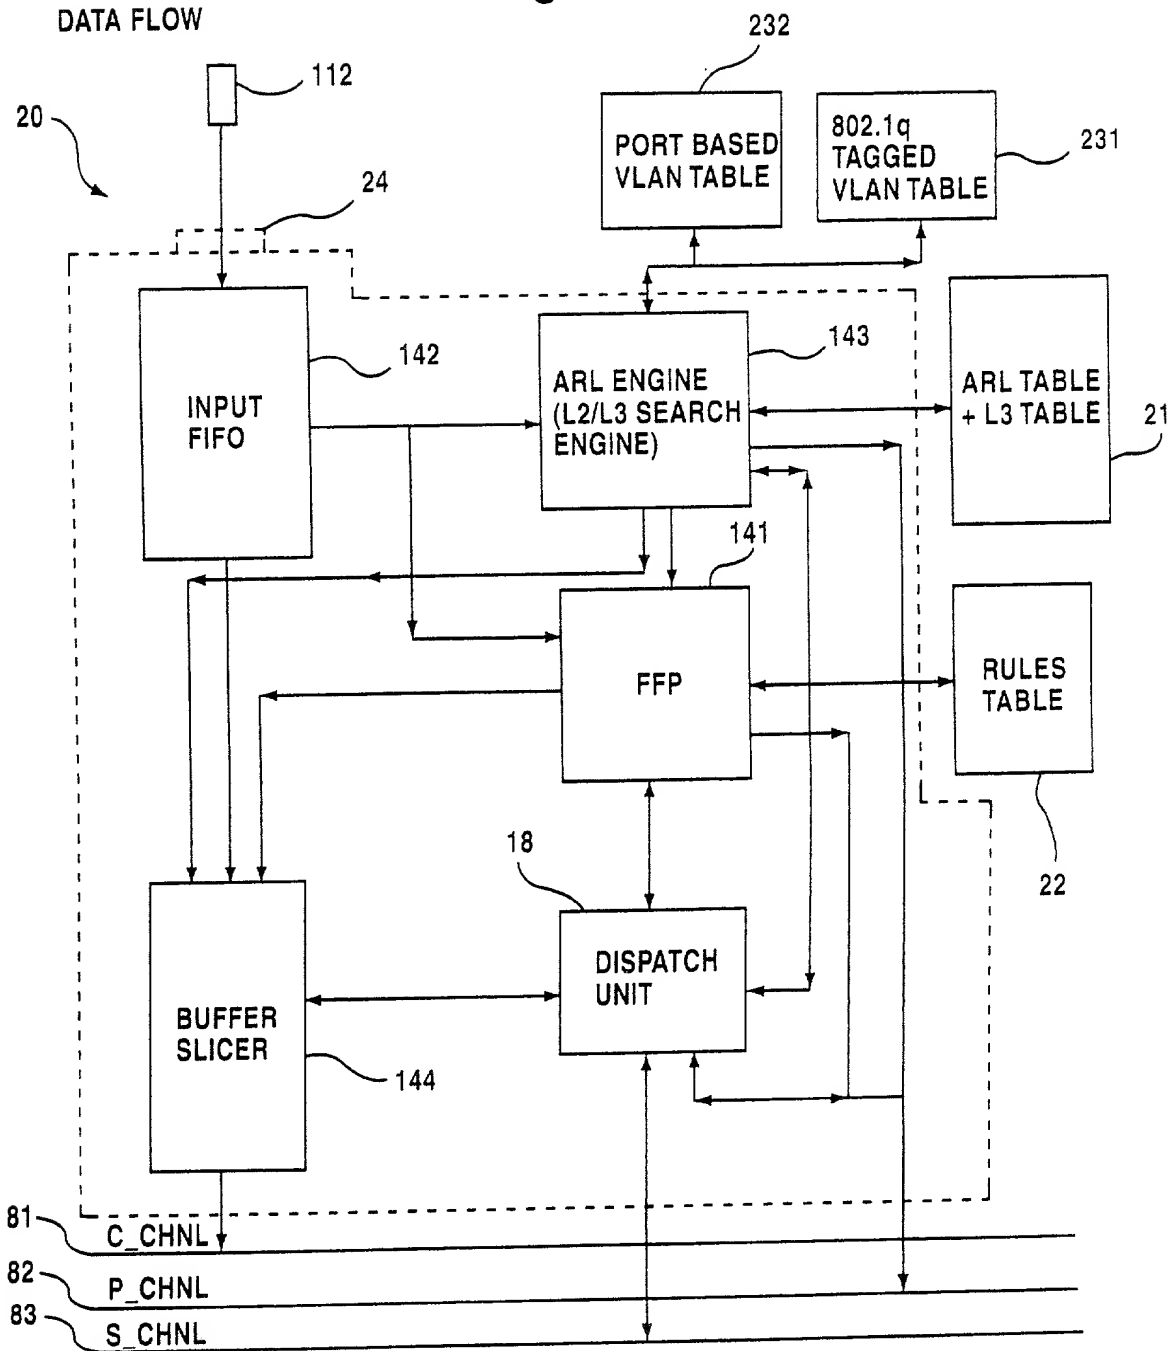 DATA FLOW
232
112
20
PORT BASED
VLAN TABLE
802.1q
TAGGED
VLAN TABLE
231
24
142
143
INPUT
FIFO
ARL ENGINE
(L2/L3 SEARCH
ENGINE)
ARL TABLE
+ L3 TABLE
21
141
FFP
RULES
TABLE
18
22
DISPATCH
UNIT
BUFFER
SLICER
144
81
C_CHNL
82
P_CHNL
83
S_CHNL